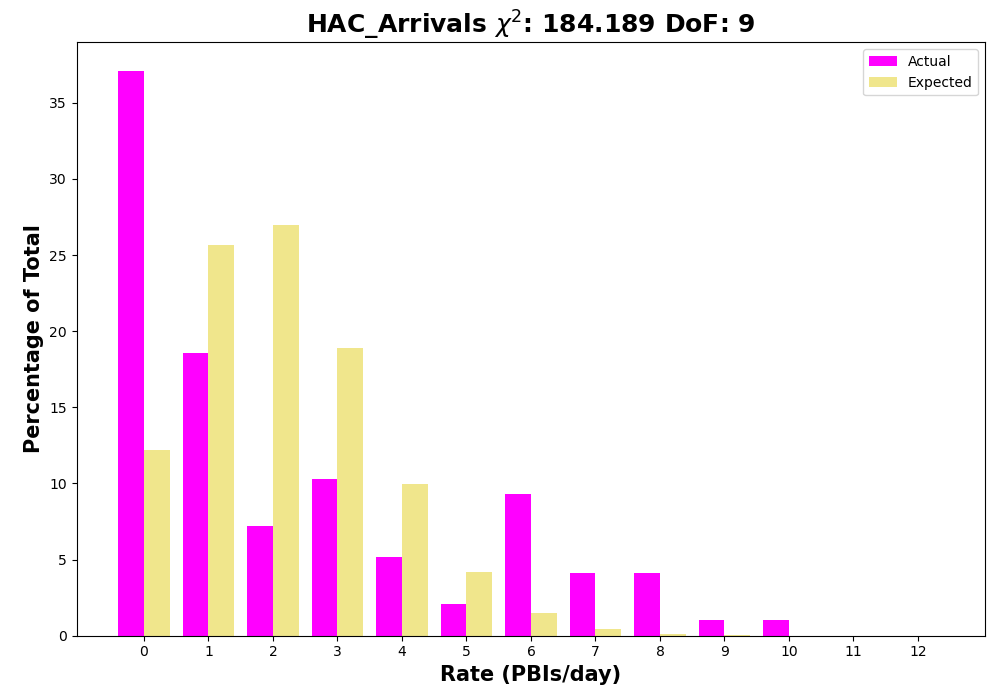 HAC_Arrivals χ²: 184.189 DoF: 9
Actual
Expected
Percentage of Total
35
30
25
20
15
10
5
0
0 1 2 3 4 5 6 7 8 9 10 11 12
Rate (PBIs/day)